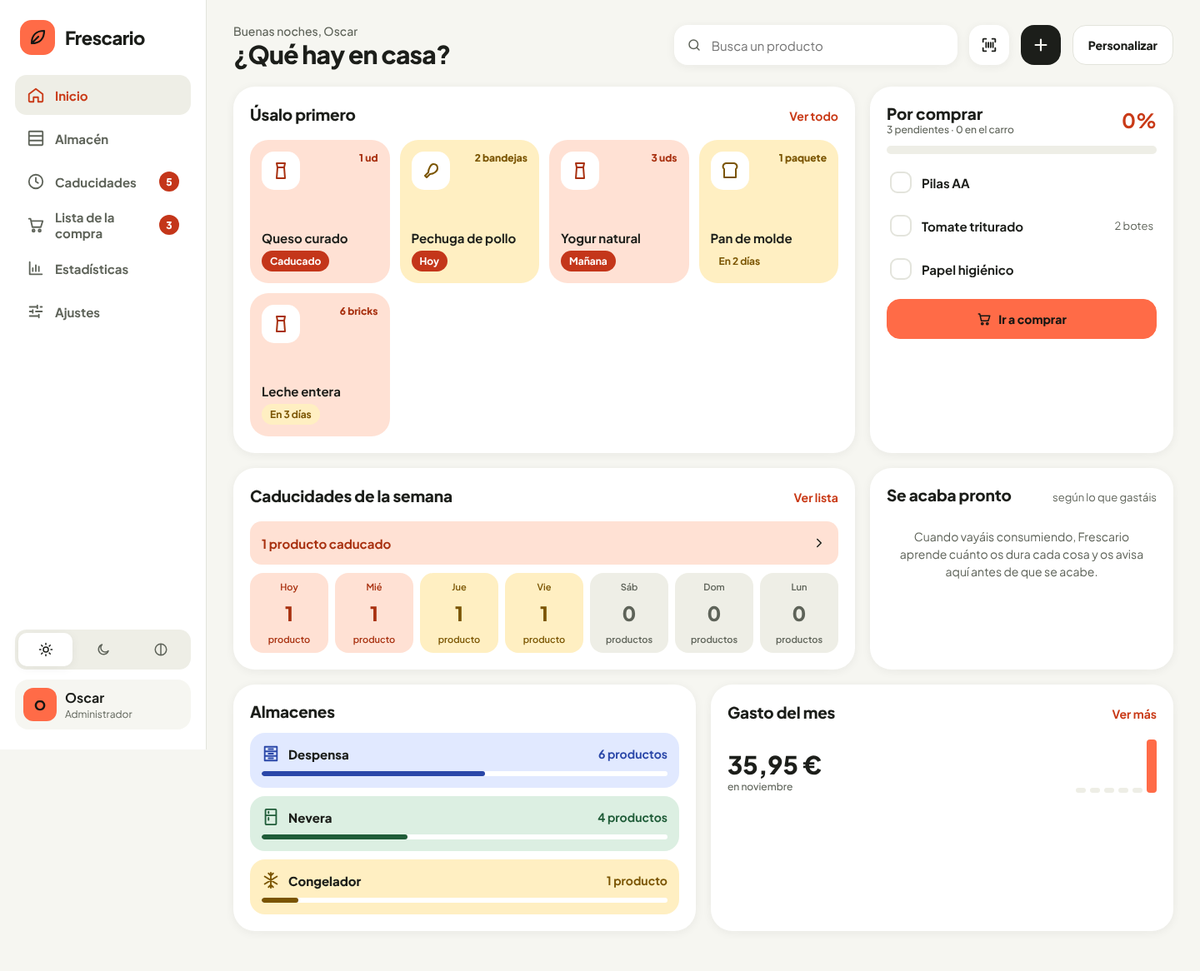 Frescario
Inicio
Almacén
Caducidades
5
Lista de la
compra
3
Estadísticas
Ajustes
O
Oscar
Administrador
Buenas noches, Oscar
¿Qué hay en casa?
Busca un producto
Personalizar
Úsalo primero
Ver todo
1 ud
Queso curado
Caducado
2 bandejas
Pechuga de pollo
Hoy
3 uds
Yogur natural
Mañana
1 paquete
Pan de molde
En 2 días
6 bricks
Leche entera
En 3 días
Por comprar
3 pendientes · 0 en el carro
0%
Pilas AA
Tomate triturado
2 botes
Papel higiénico
Ir a comprar
Caducidades de la semana
Ver lista
1 producto caducado
Hoy
1
producto
Mié
1
producto
Jue
1
producto
Vie
1
producto
Sáb
0
productos
Dom
0
productos
Lun
0
productos
Se acaba pronto
según lo que gastáis
Cuando vayáis consumiendo, Frescario
aprende cuánto os dura cada cosa y os avisa
aquí antes de que se acabe.
Almacenes
Despensa
6 productos
Nevera
4 productos
Congelador
1 producto
Gasto del mes
Ver más
35,95 €
en noviembre